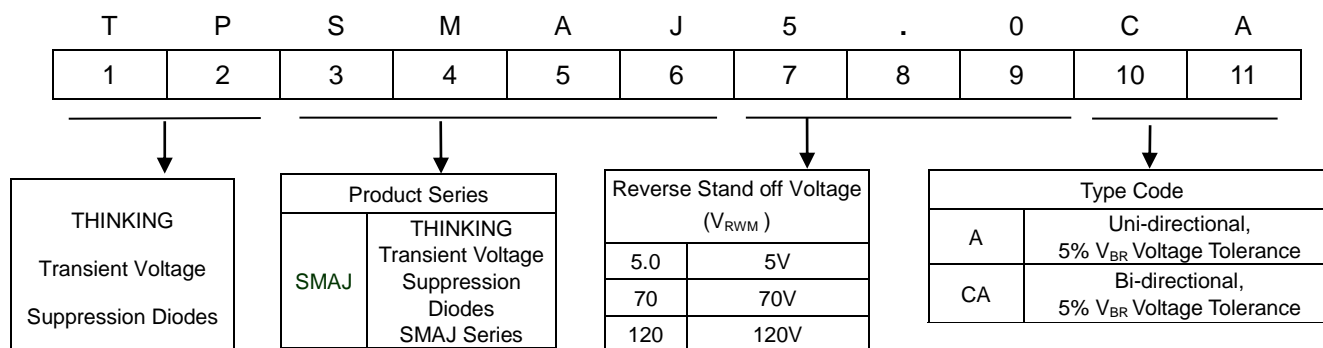 T P S M A J 5 . 0 C A
1 2 3 4 5 6 7 8 9 10 11
THINKING
Transient Voltage
Suppression Diodes
Product Series
SMAJ
THINKING
Transient Voltage
Suppression
Diodes
SMAJ Series
Reverse Stand off Voltage
(VRWM )
5.0 5V
70 70V
120 120V
Type Code
A
Uni-directional,
5% VBR Voltage Tolerance
CA
Bi-directional,
5% VBR Voltage Tolerance